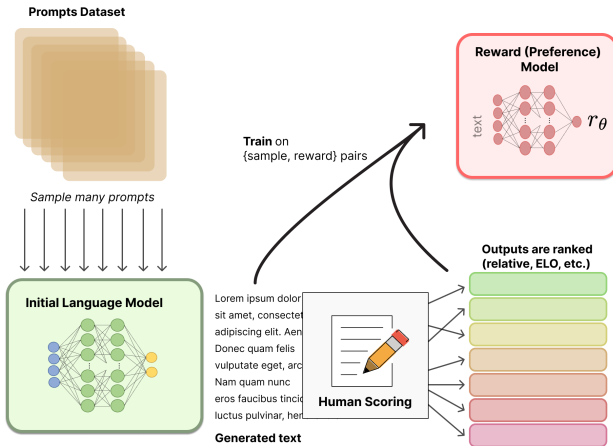 Prompts Dataset
Sample many prompts
Initial Language Model
Train on
{sample, reward} pairs
Reward (Preference)
Model
text
rθ
Outputs are ranked
(relative, ELO, etc.)
Lorem ipsum dolor
sit amet, consectet
adipiscing elit. Aen
Donec quam felis
vulputate eget, arc
Nam quam nunc
eros faucibus tincid
luctus pulvinar, her
Generated text
Human Scoring